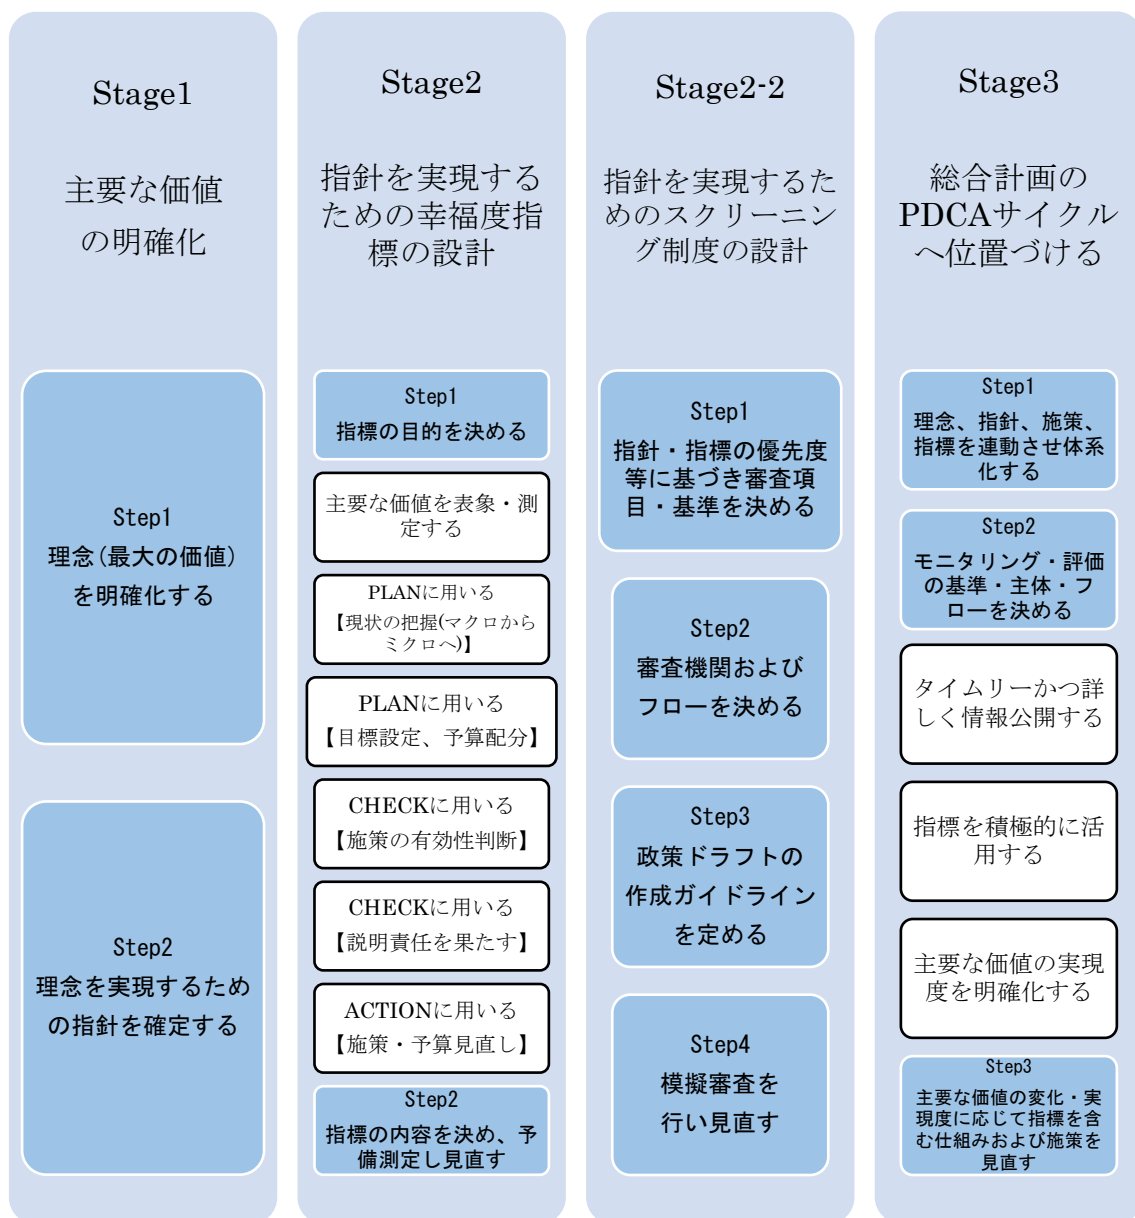 Stage1
主要な価値
の明確化
Step1
理念(最大の価値)
を明確化する
Step2
理念を実現するため
の指針を確定する
Stage2
指針を実現する
ための幸福度指
標の設計
Step1
指標の目的を決める
主要な価値を表象・測
定する
PLANに用いる
【現状の把握(マクロから
ミクロへ)】
PLANに用いる
【目標設定、予算配分】
CHECKに用いる
【施策の有効性判断】
CHECKに用いる
【説明責任を果たす】
ACTIONに用いる
【施策・予算見直し】
Step2
指標の内容を決め、予
備測定し見直す
Stage2-2
指針を実現するた
めのスクリーニン
グ制度の設計
Step1
指針・指標の優先度
等に基づき審査項
目・基準を決める
Step2
審査機関および
フローを決める
Step3
政策ドラフトの
作成ガイドライン
を定める
Step4
模擬審査を
行い見直す
Stage3
総合計画の
PDCAサイクル
へ位置づける
Step1
理念、指針、施策、
指標を連動させ体系
化する
Step2
モニタリング・評価
の基準・主体・フ
ローを決める
タイムリーかつ詳
しく情報公開する
指標を積極的に活
用する
主要な価値の実現
度を明確化する
Step3
主要な価値の変化・実
現度に応じて指標を含
む仕組みおよび施策を
見直す